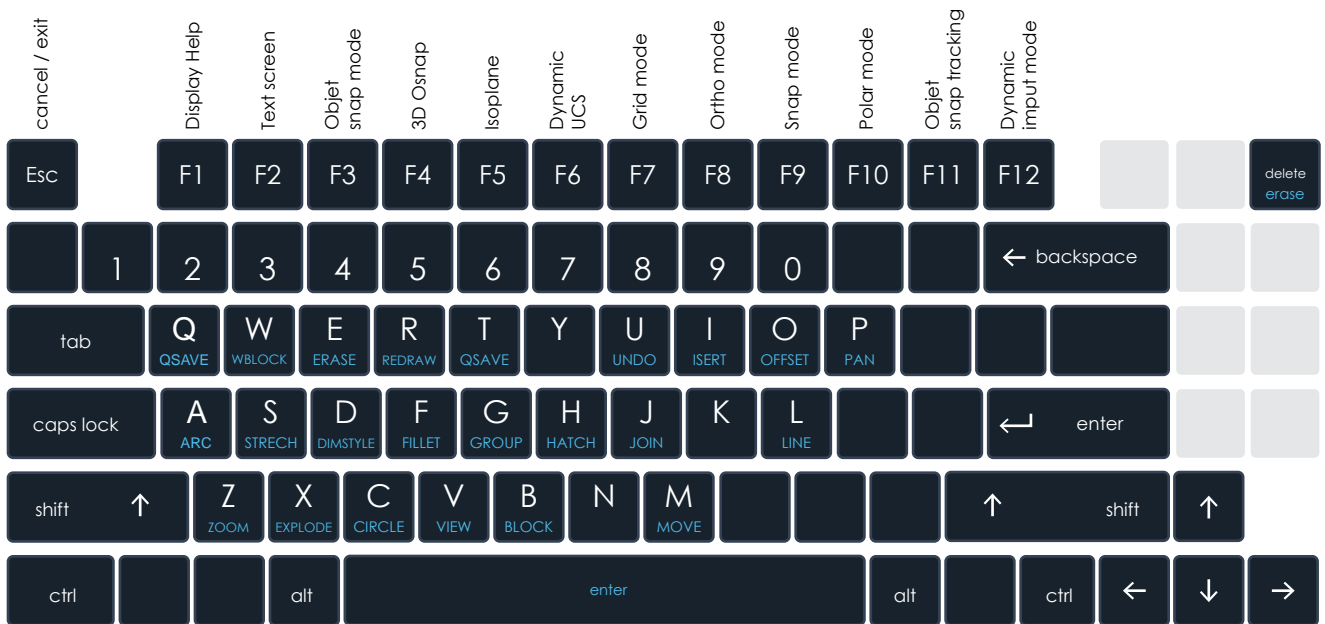 cancel / exit
Display Help
Text screen
Objet
snap mode
3D Osnap
Isoplane
Dynamic
UCS
Grid mode
Ortho mode
Snap mode
Polar mode
Objet
snap tracking
Dynamic
imput mode
Esc
F1
F2
F3
F4
F5
F6
F7
F8
F9
F10
F11
F12
delete
erase
1
2
3
4
5
6
7
8
9
0
← backspace
tab
Q
QSAVE
W
WBLOCK
E
ERASE
R
REDRAW
T
QSAVE
Y
U
UNDO
I
ISERT
O
OFFSET
P
PAN
caps lock
A
ARC
S
STRECH
D
DIMSTYLE
F
FILLET
G
GROUP
H
HATCH
J
JOIN
K
L
LINE
enter
shift ↑
Z
ZOOM
X
EXPLODE
C
CIRCLE
V
VIEW
B
BLOCK
N
M
MOVE
↑ shift
↑
ctrl
alt
enter
alt
ctrl
←
↓
→